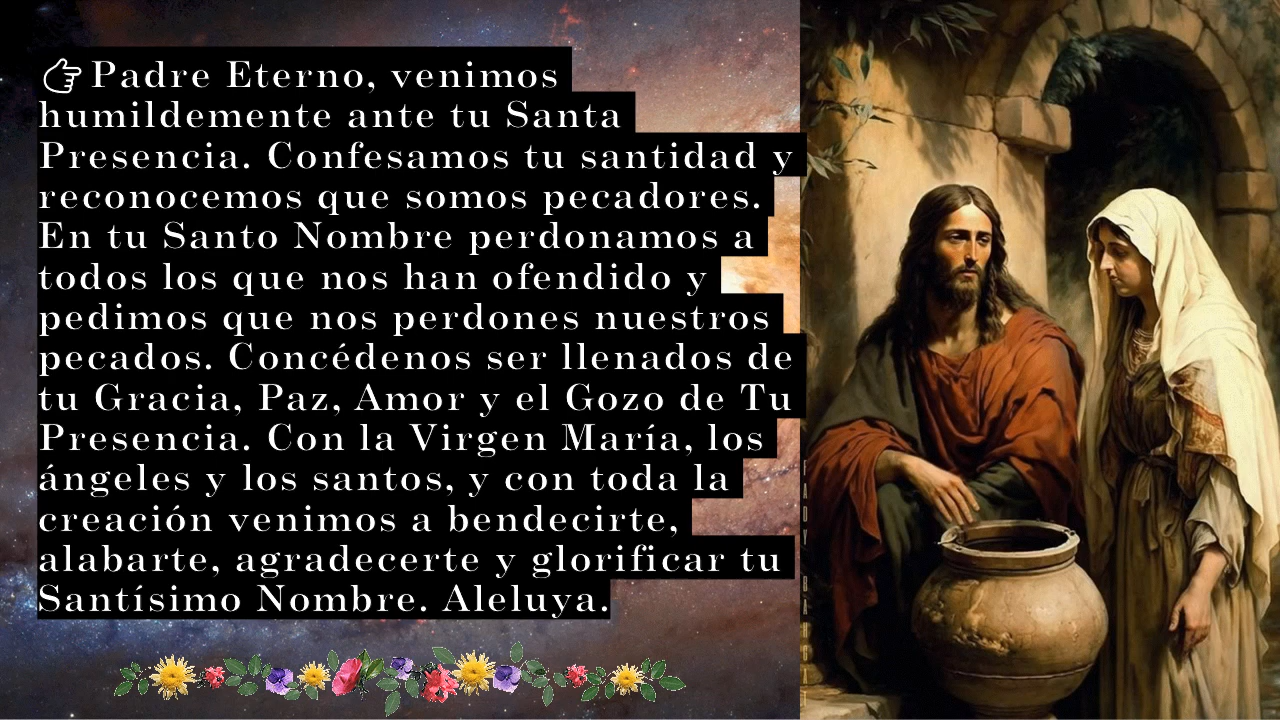 👉Padre Eterno, venimos
humildemente ante tu Santa
Presencia. Confesamos tu santidad y
reconocemos que somos pecadores.
En tu Santo Nombre perdonamos a
todos los que nos han ofendido y
pedimos que nos perdones nuestros
pecados. Concédenos ser llenados de
tu Gracia, Paz, Amor y el Gozo de Tu
Presencia. Con la Virgen María, los
ángeles y los santos, y con toda la
creación venimos a bendecirte,
alabarte, agradecerte y glorificar tu
Santísimo Nombre. Aleluya.